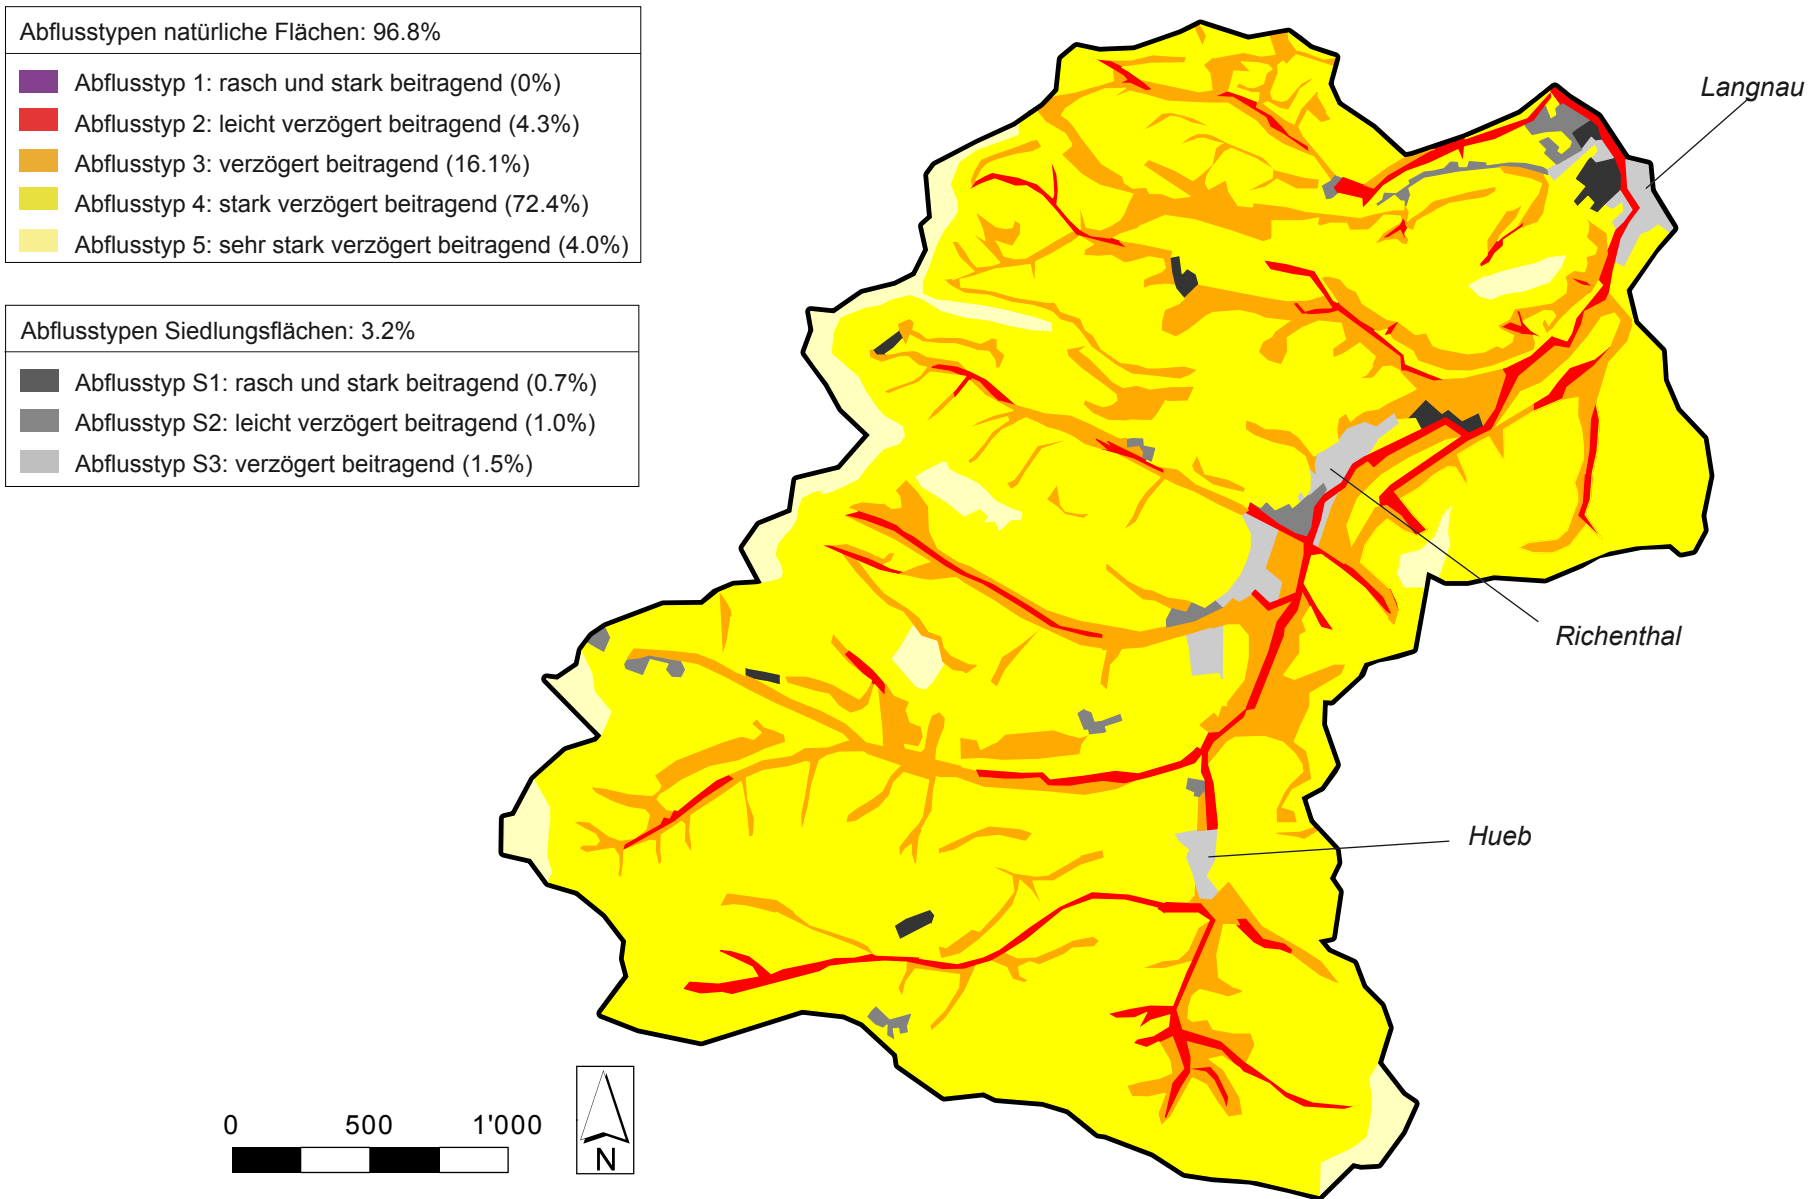 Abflusstypen natürliche Flächen: 96.8%
Abflusstyp 1: rasch und stark beitragend (0%)
Abflusstyp 2: leicht verzögert beitragend (4.3%)
Abflusstyp 3: verzögert beitragend (16.1%)
Abflusstyp 4: stark verzögert beitragend (72.4%)
Abflusstyp 5: sehr stark verzögert beitragend (4.0%)
Abflusstypen Siedlungsflächen: 3.2%
Abflusstyp S1: rasch und stark beitragend (0.7%)
Abflusstyp S2: leicht verzögert beitragend (1.0%)
Abflusstyp S3: verzögert beitragend (1.5%)
Langnau
Richenthal
Hueb
0 500 1'000
N